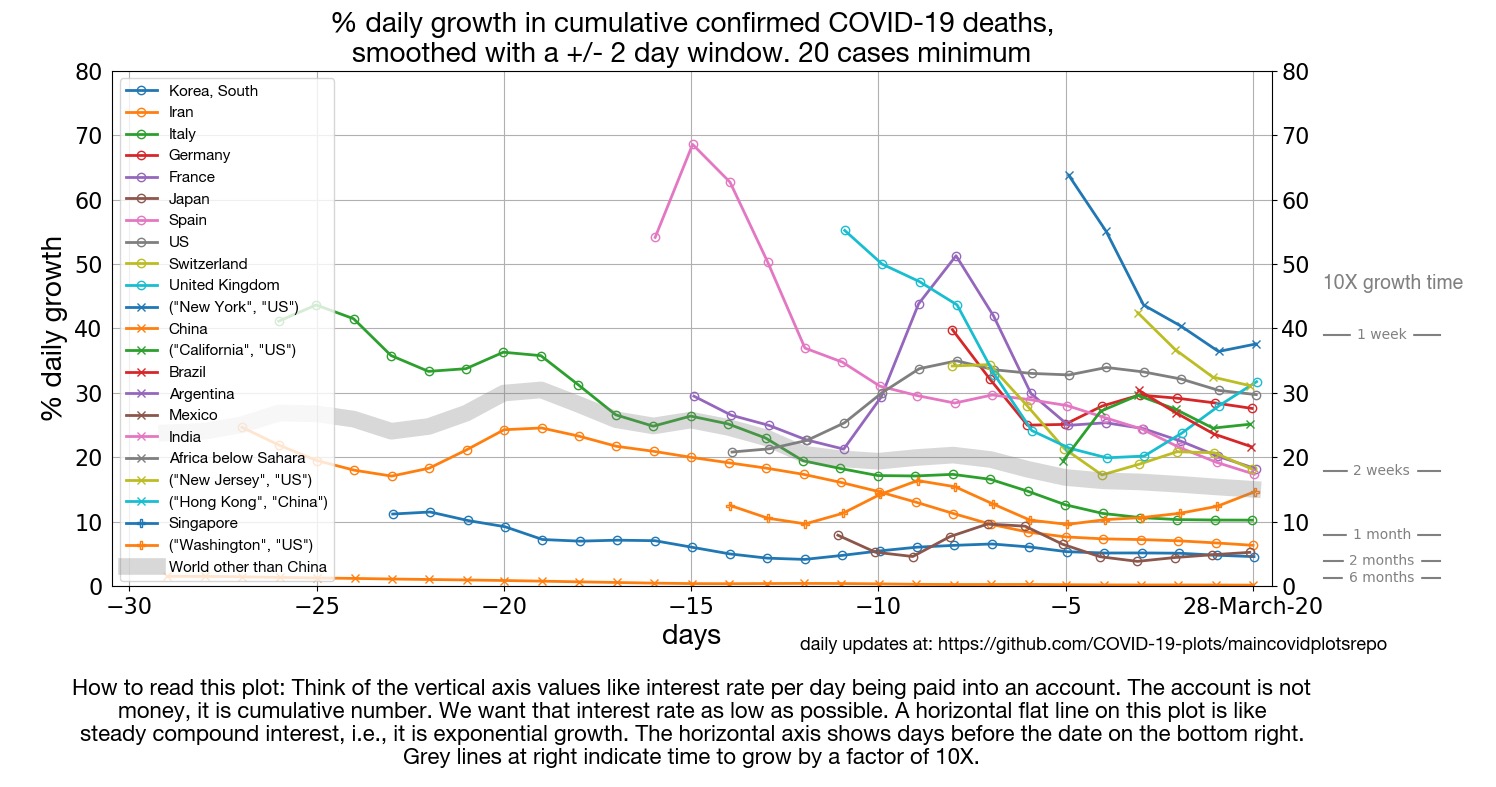 % daily growth in cumulative confirmed COVID-19 deaths,
smoothed with a +/- 2 day window. 20 cases minimum
% daily growth
80
70
60
50
40
30
20
10
0
Korea, South
Iran
Italy
Germany
France
Japan
Spain
US
Switzerland
United Kingdom
("New York", "US")
China
("California", "US")
Brazil
Argentina
Mexico
India
Africa below Sahara
("New Jersey", "US")
("Hong Kong", "China")
Singapore
("Washington", "US")
World other than China
80
70
60
50
40
30
20
10
0
10X growth time
1 week
2 weeks
1 month
2 months
6 months
−30 −25 −20 −15 −10 −5 28-March-20
days
daily updates at: https://github.com/COVID-19-plots/maincovidplotsrepo
How to read this plot: Think of the vertical axis values like interest rate per day being paid into an account. The account is not
money, it is cumulative number. We want that interest rate as low as possible. A horizontal flat line on this plot is like
steady compound interest, i.e., it is exponential growth. The horizontal axis shows days before the date on the bottom right.
Grey lines at right indicate time to grow by a factor of 10X.